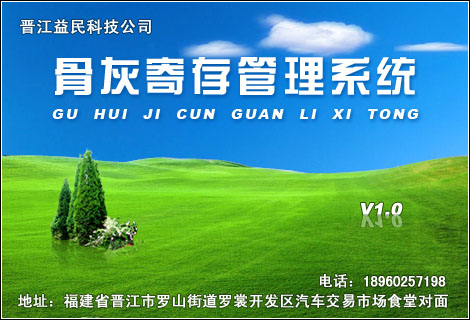 晋江益民科技公司
骨灰寄存管理系统
GU HUI JI CUN GUAN LI XI TONG
V1.0
电话：18960257198
地址：福建省晋江市罗山街道罗裳开发区汽车交易市场食堂对面